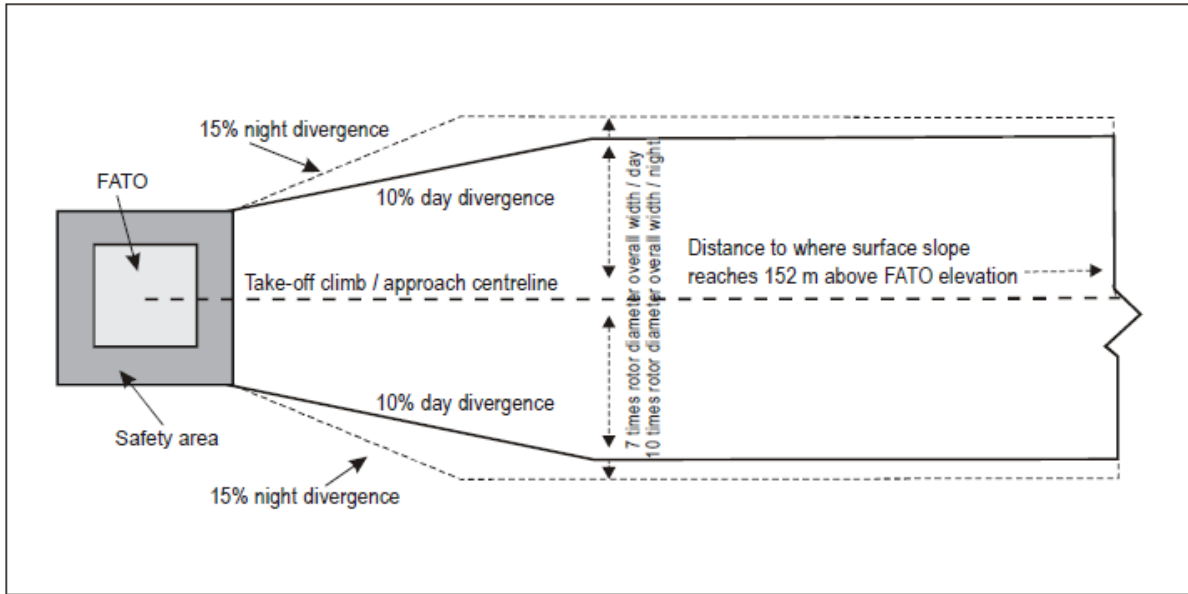 15% night divergence
FATO
10% day divergence
7 times rotor diameter overall width / day
10 times rotor diameter overall width / night
Distance to where surface slope
reaches 152 m above FATO elevation
Take-off climb / approach centreline
10% day divergence
Safety area
15% night divergence